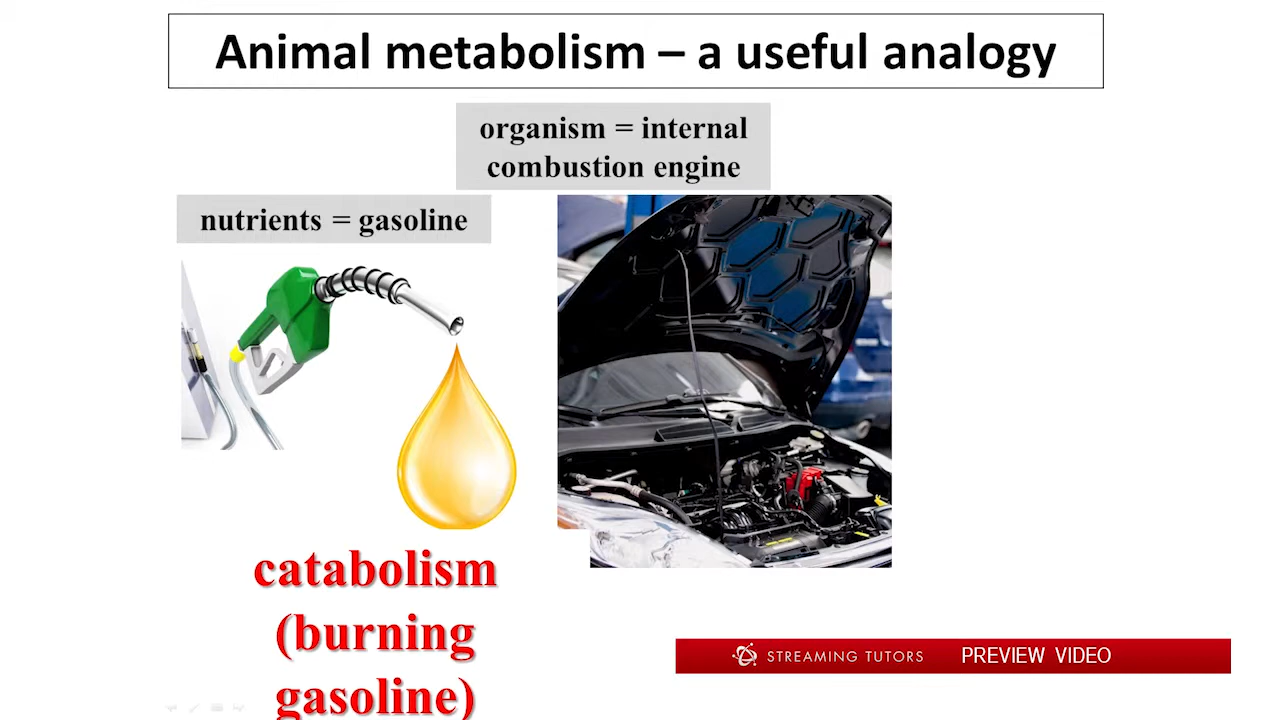 Animal metabolism – a useful analogy
organism = internal
combustion engine
nutrients = gasoline
catabolism
(burning
gasoline)
STREAMING TUTORS PREVIEW VIDEO